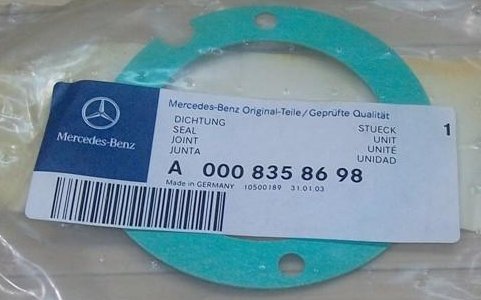 Mercedes-Benz
Mercedes-Benz Original-Teile/Geprüfte Qualität
DICHTUNG STUECK 1
SEAL UNIT
JOINT UNITÉ
JUNTA UNIDAD
A 000 835 86 98
Made in GERMANY 10500189 31.01.03